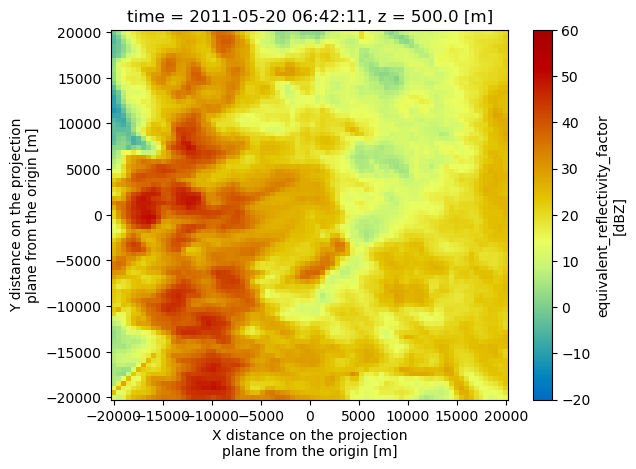 time = 2011-05-20 06:42:11, z = 500.0 [m]
20000
15000
10000
5000
0
−5000
−10000
−15000
−20000
Y distance on the projection
plane from the origin [m]
−20000 −15000 −10000 −5000 0 5000 10000 15000 20000
X distance on the projection
plane from the origin [m]
60
50
40
30
20
10
0
−10
−20
equivalent_reflectivity_factor
[dBZ]